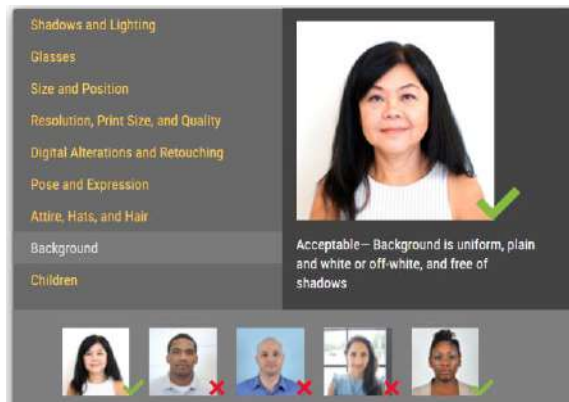 Shadows and Lighting
Glasses
Size and Position
Resolution, Print Size, and Quality
Digital Alterations and Retouching
Pose and Expression
Attire, Hats, and Hair
Background
Children
Acceptable— Background is uniform, plain
and white or off-white, and free of
shadows